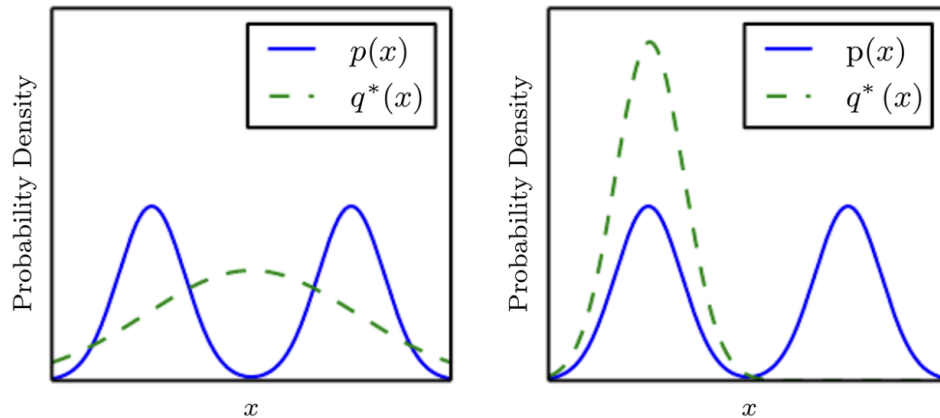 Probability Density
p(x)
q*(x)
x
Probability Density
p(x)
q* (x)
x